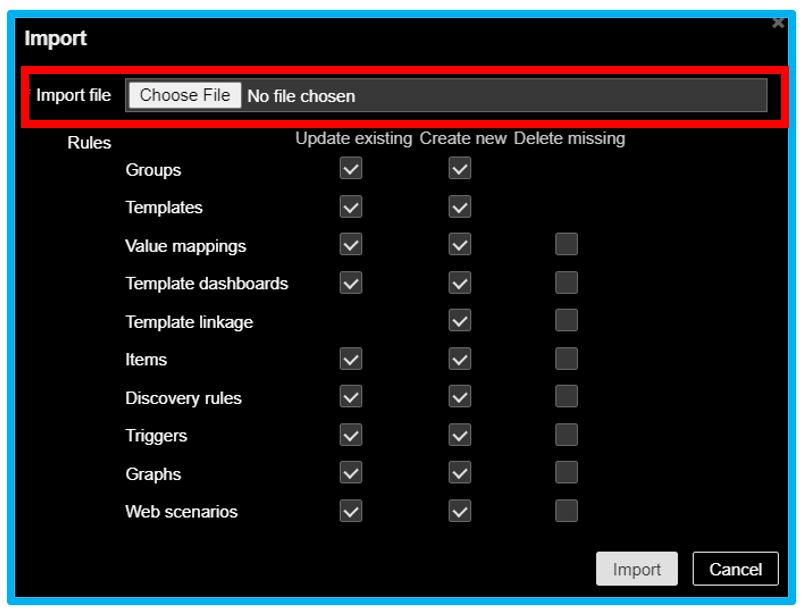 Import
* Import file Choose File No file chosen
Rules Update existing Create new Delete missing
Groups
Templates
Value mappings
Template dashboards
Template linkage
Items
Discovery rules
Triggers
Graphs
Web scenarios
Import Cancel